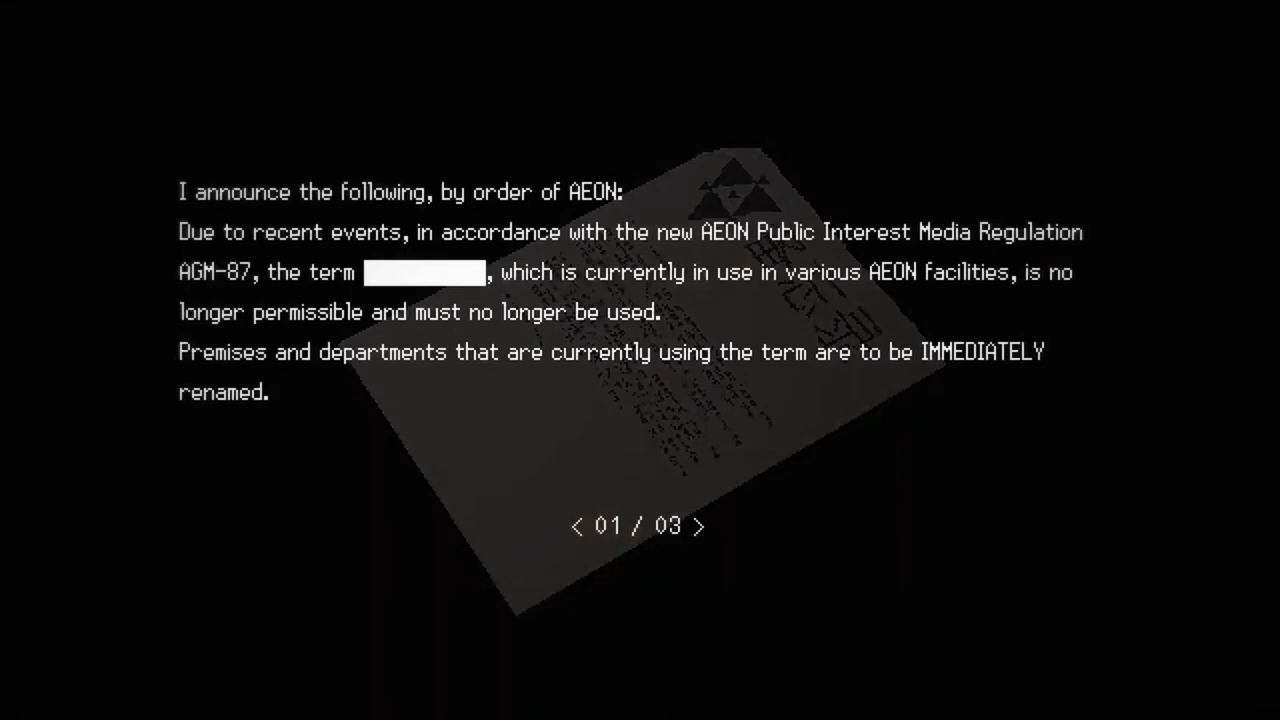 I announce the following, by order of AEON:
Due to recent events, in accordance with the new AEON Public Interest Media Regulation
AGM-87, the term , which is currently in use in various AEON facilities, is no
longer permissible and must no longer be used.
Premises and departments that are currently using the term are to be IMMEDIATELY
renamed.
< 01 / 03 >